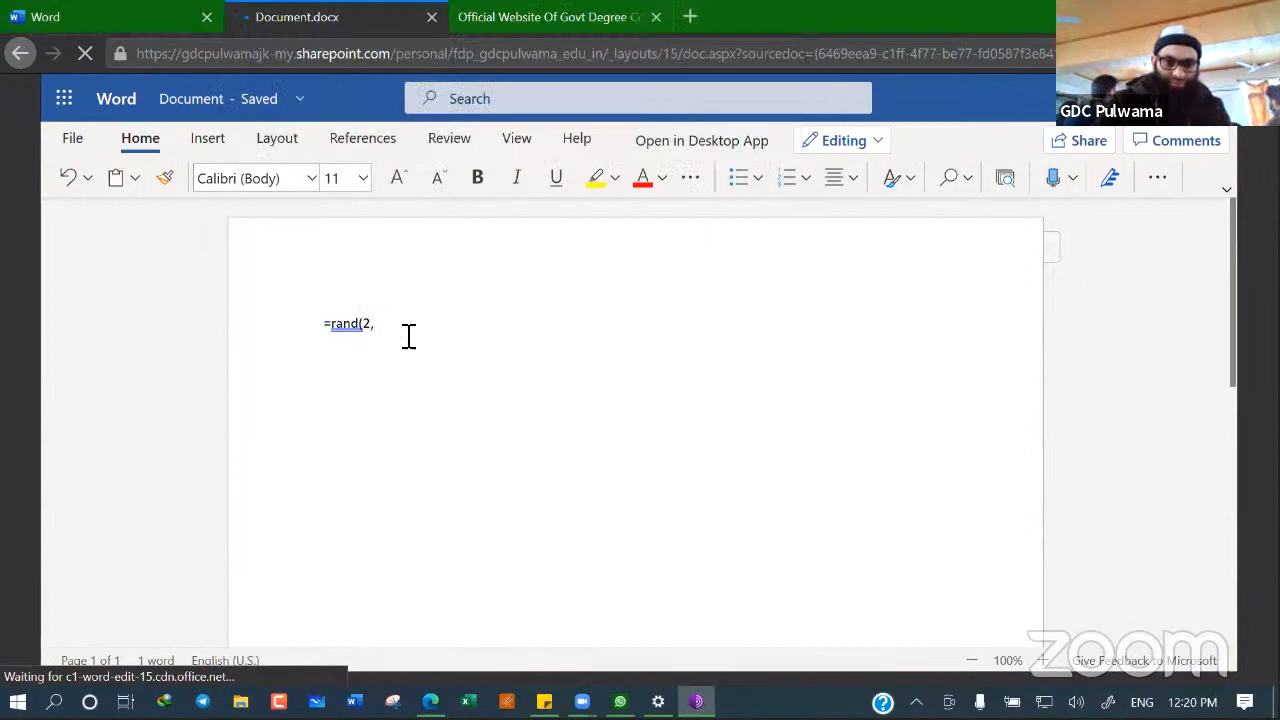 Word
Document.docx
Official Website Of Govt Degree Co
https://gdcpulwamajk-my.sharepoint.com/personal/fdp_gdcpulwama_edu_in/_layouts/15/doc.aspx?sourcedoc={6469eea9-c1ff-4f77-be77-fd0587f3e84
GDC Pulwama
Word Document - Saved Search
File Home Insert Layout References Review View Help Open in Desktop App Editing Share Comments
Calibri (Body) 11 A A B I U A
=rand(2,
Page 1 of 1 1 word English (U.S.) 100% Give Feedback to Microsoft
zoom
Waiting for c1-word-edit-15.cdn.office.net...
ENG 12:20 PM